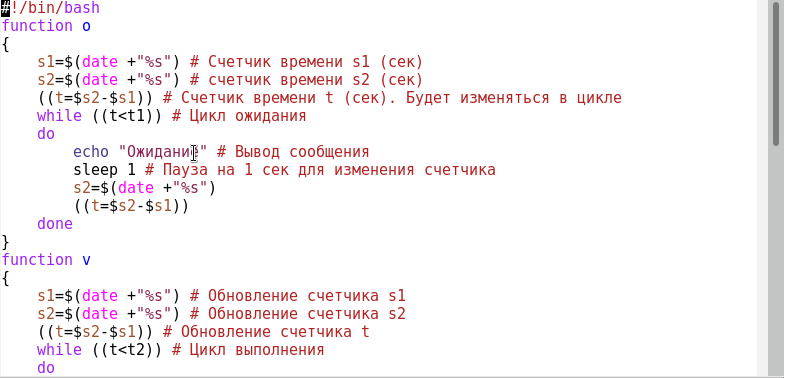 #!/bin/bash
function o
{
    s1=$(date +"%s") # Счетчик времени s1 (сек)
    s2=$(date +"%s") # счетчик времени s2 (сек)
    ((t=$s2-$s1)) # Счетчик времени t (сек). Будет изменяться в цикле
    while ((t<t1)) # Цикл ожидания
    do
        echo "Ожидание" # Вывод сообщения
        sleep 1 # Пауза на 1 сек для изменения счетчика
        s2=$(date +"%s")
        ((t=$s2-$s1))
    done
}
function v
{
    s1=$(date +"%s") # Обновление счетчика s1
    s2=$(date +"%s") # Обновление счетчика s2
    ((t=$s2-$s1)) # Обновление счетчика t
    while ((t<t2)) # Цикл выполнения
    do